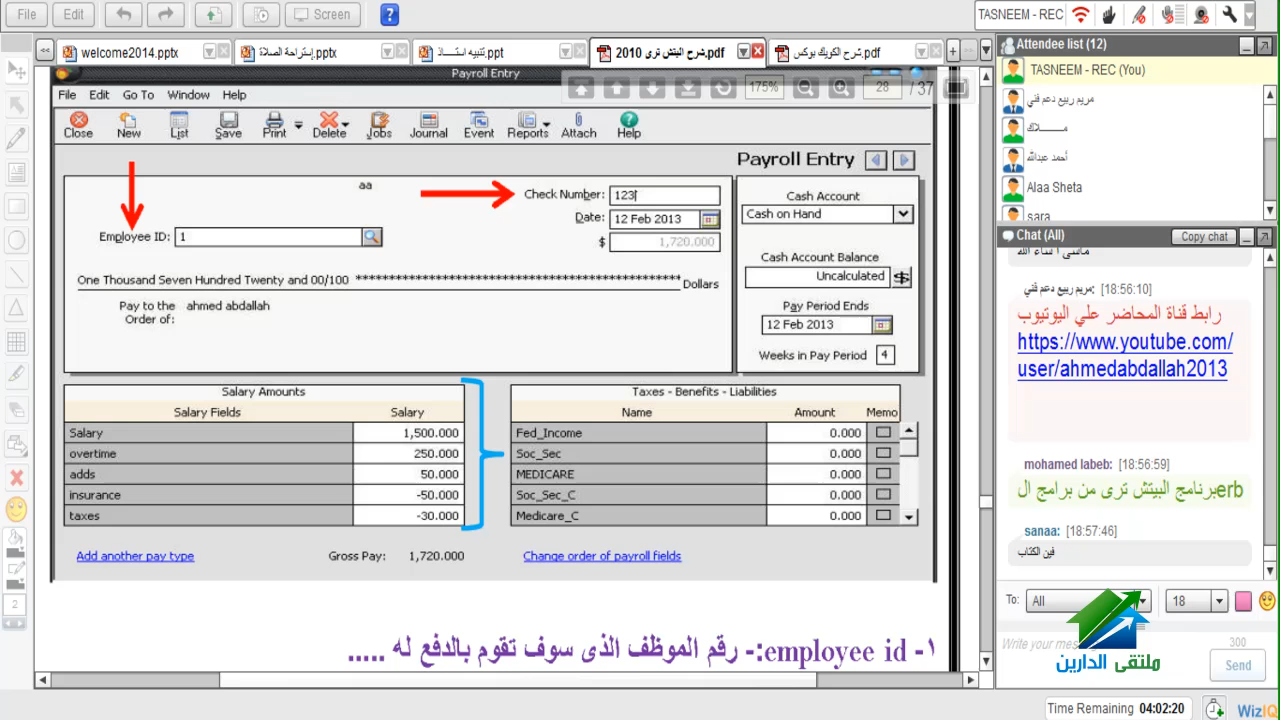 File Edit Screen
TASNEEM - REC
welcome2014.pptx
إستراحة الصلاة.pptx
تنبيه استـــاذ.ppt
شرح البتش ترى 2010.pdf
شرح الكويك بوكس.pdf
Payroll Entry
175%
28 / 37
File Edit Go To Window Help
Close New List Save Print Delete Jobs Journal Event Reports Attach Help
Payroll Entry
aa
Check Number: 123
Date: 12 Feb 2013
$ 1,720.000
Employee ID: 1
One Thousand Seven Hundred Twenty and 00/100
Dollars
Pay to the Order of: ahmed abdallah
Cash Account
Cash on Hand
Cash Account Balance
Uncalculated
Pay Period Ends
12 Feb 2013
Weeks in Pay Period 4
Salary Amounts
Salary Fields Salary
Salary 1,500.000
overtime 250.000
adds 50.000
insurance -50.000
taxes -30.000
Taxes - Benefits - Liabilities
Name Amount Memo
Fed_Income 0.000
Soc_Sec 0.000
MEDICARE 0.000
Soc_Sec_C 0.000
Medicare_C 0.000
Add another pay type
Gross Pay: 1,720.000
Change order of payroll fields
١- employee id:- رقم الموظف الذى سوف تقوم بالدفع له .....
2
Attendee list (12)
TASNEEM - REC (You)
مريم ربيع دعم فني
مـــــــلاك
أحمد عبدالله
Alaa Sheta
sara
Chat (All)
Copy chat
مريم ربيع دعم فني: [18:56:10]
رابط قناة المحاضر علي اليوتيوب
https://www.youtube.com/
user/ahmedabdallah2013
mohamed labeb: [18:56:59]
برنامج البيتش ترى من برامج ال erb
sanaa: [18:57:46]
فين الكتاب
To: All 18
Write your me
300
Send
ملتقى الدارين
Time Remaining 04:02:20
WizIQ